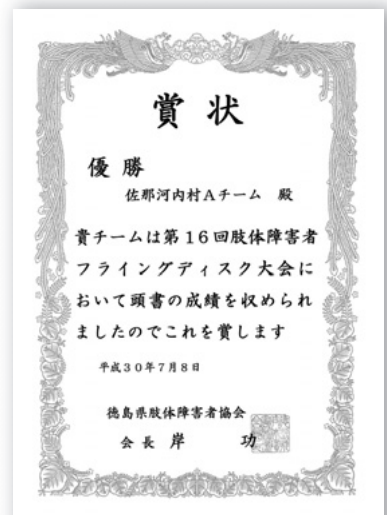 賞状
優勝
佐那河内村Aチーム 殿
貴チームは第16回肢体障害者
フライングディスク大会に
おいて頭書の成績を収められ
ましたのでこれを賞します
平成30年7月8日
徳島県肢体障害者協会
会長 岸 功